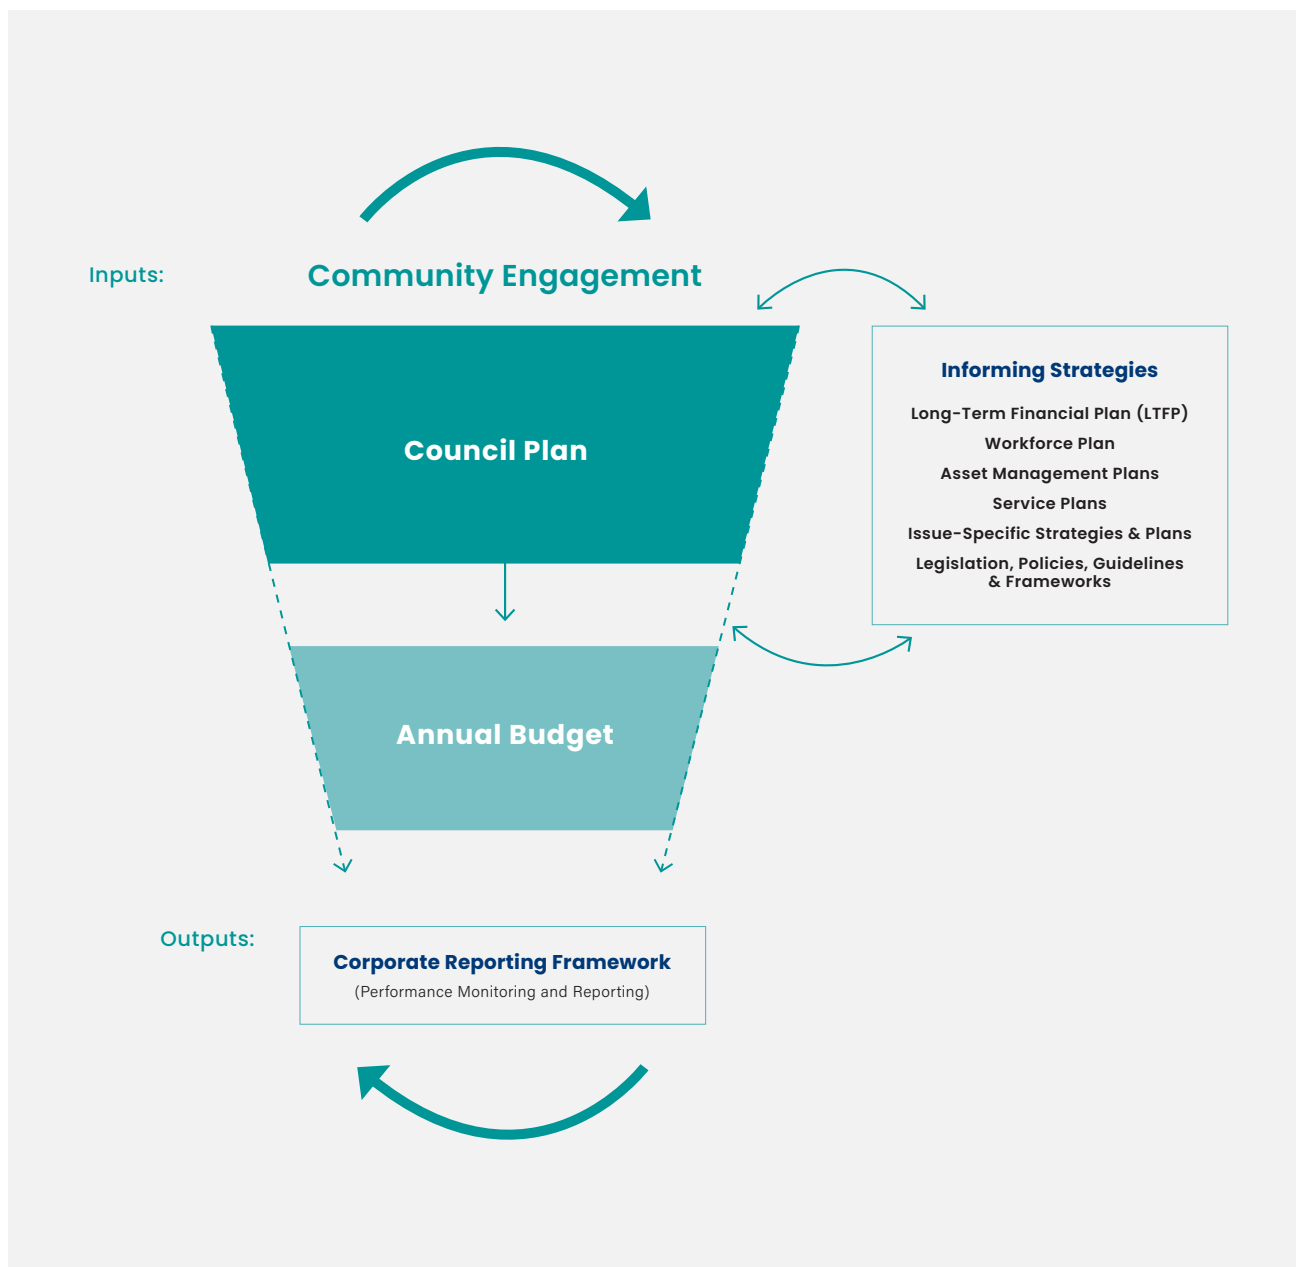 Inputs:
Community Engagement
Council Plan
Annual Budget
Informing Strategies
Long-Term Financial Plan (LTFP)
Workforce Plan
Asset Management Plans
Service Plans
Issue-Specific Strategies & Plans
Legislation, Policies, Guidelines
& Frameworks
Outputs:
Corporate Reporting Framework
(Performance Monitoring and Reporting)